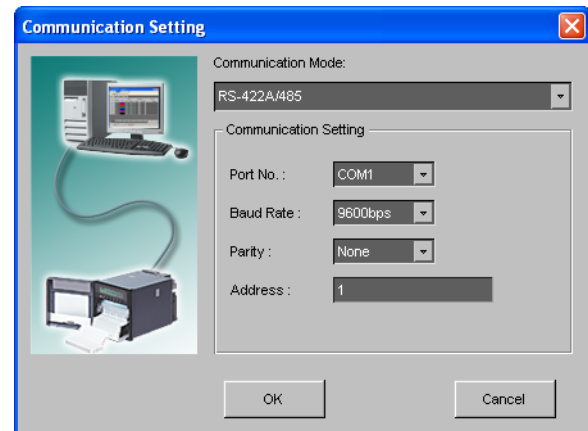 Communication Setting
Communication Mode:
RS-422A/485
Communication Setting
Port No. : COM1
Baud Rate : 9600bps
Parity : None
Address : 1
OK Cancel